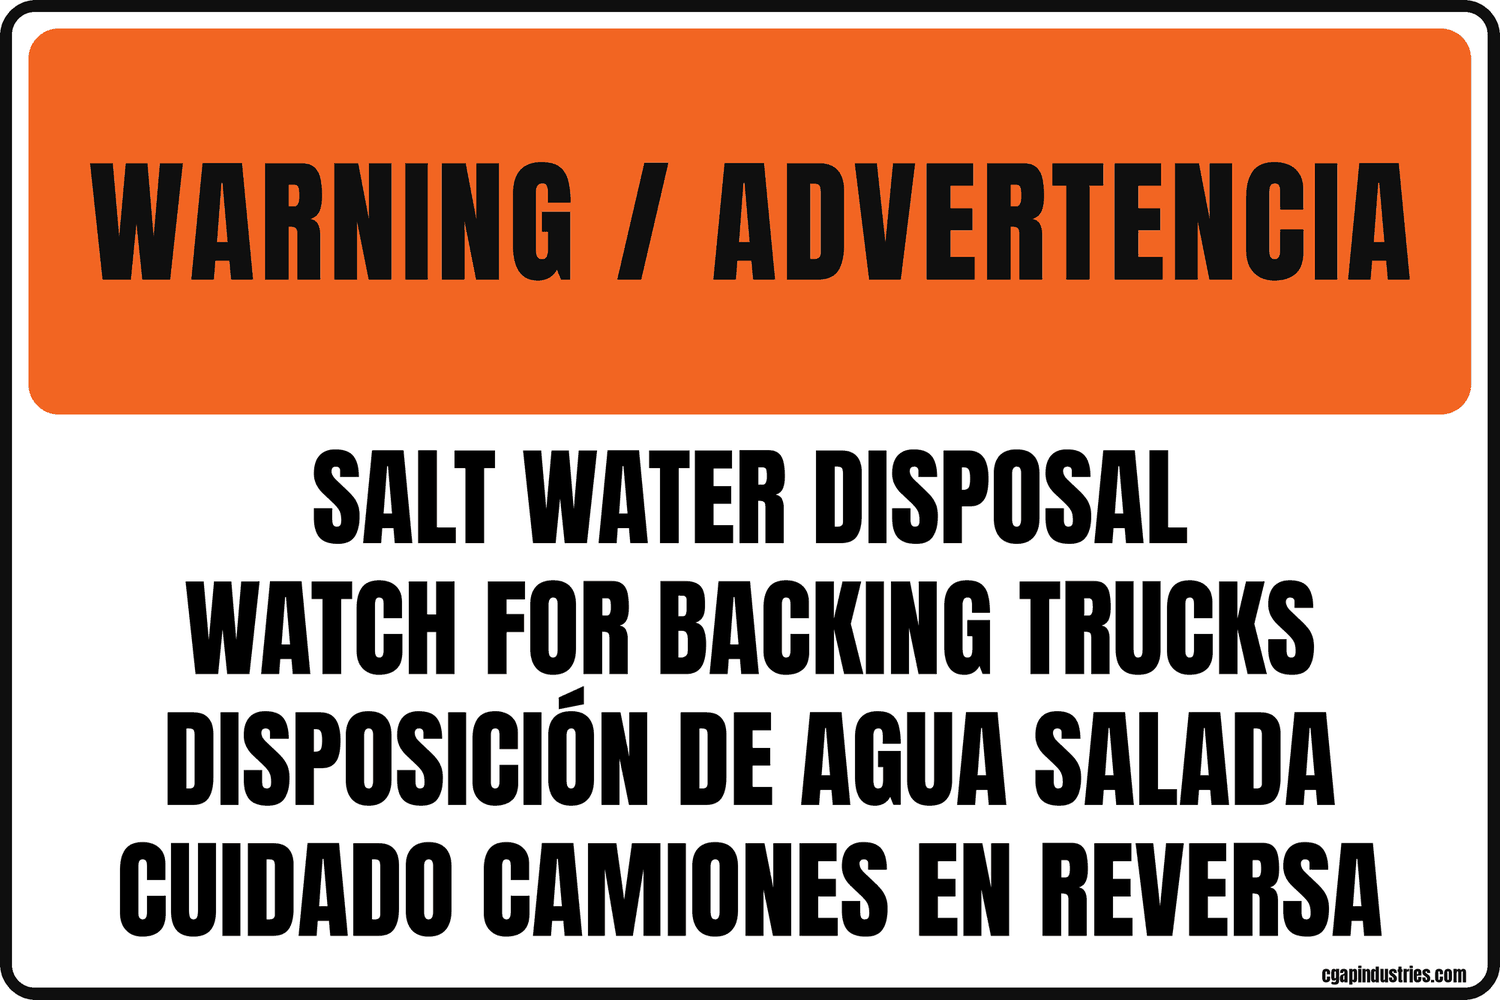 WARNING / ADVERTENCIA
SALT WATER DISPOSAL
WATCH FOR BACKING TRUCKS
DISPOSICIÓN DE AGUA SALADA
CUIDADO CAMIONES EN REVERSA
cgapindustries.com